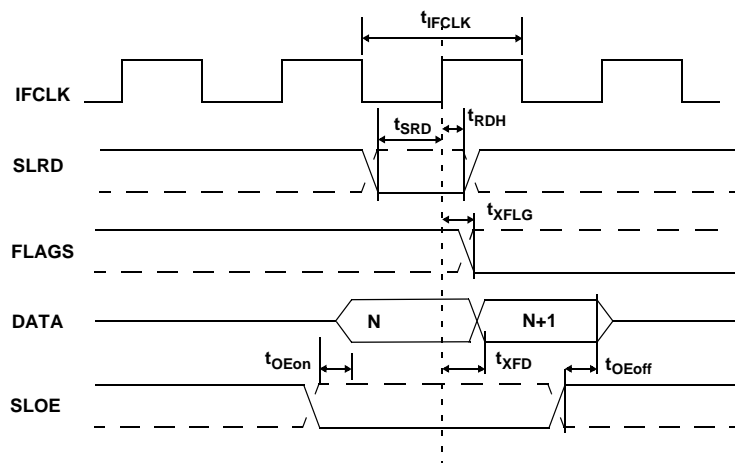 tIFCLK
IFCLK
tSRD
tRDH
SLRD
tXFLG
FLAGS
DATA
N
N+1
tOEon
tXFD
tOEoff
SLOE